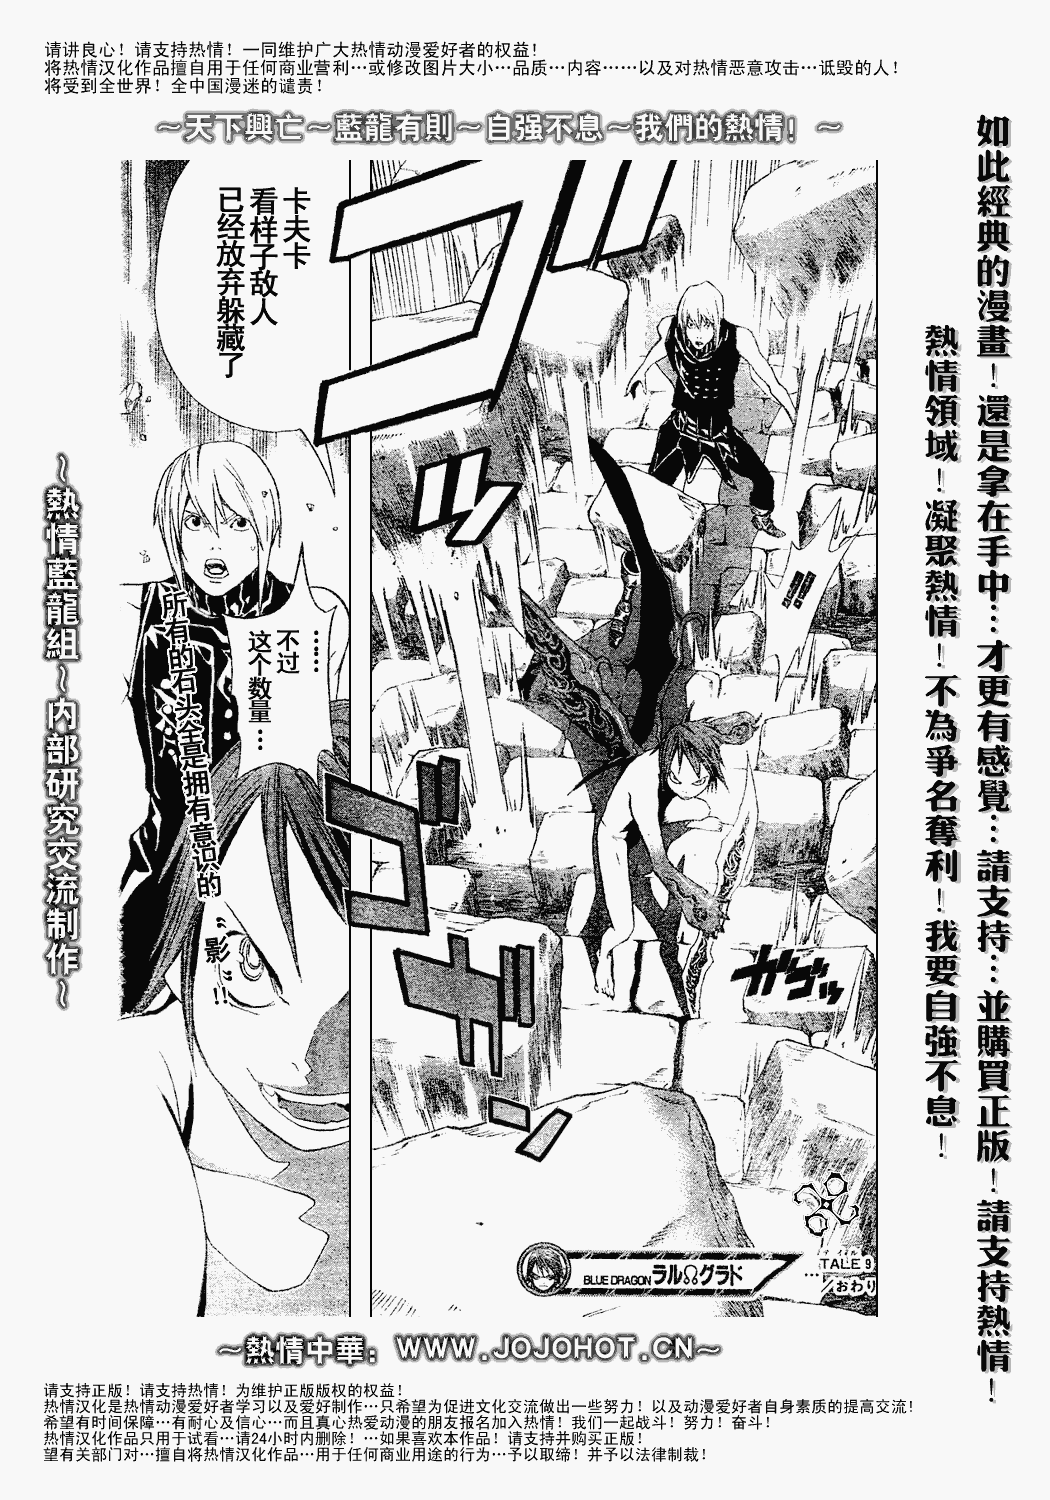 请讲良心！请支持热情！一同维护广大热情动漫爱好者的权益！
将热情汉化作品擅自用于任何商业营利…或修改图片大小…品质…内容……以及对热情恶意攻击…诋毁的人！
将受到全世界！全中国漫迷的谴责！
～天下興亡～藍龍有則～自强不息～我們的熱情！～
如此經典的漫畫！還是拿在手中…才更有感覺…請支持…並購買正版！請支持熱情！
熱情領域！凝聚熱情！不為爭名奪利！我要自強不息！
ゴゴッ
卡夫卡
看样子敌人
已经放弃躲藏了
……
不过
这个数量…
所有的石头全是拥有意识的
“影”!!
ゴゴゴッ
ガゴッ
BLUE DRAGON ラルΩグラド
テイル
TALE 9
…／おわり
～熱情藍龍組～内部研究交流制作～
～熱情中華：WWW.JOJOHOT.CN～
请支持正版！请支持热情！为维护正版版权的权益！
热情汉化是热情动漫爱好者学习以及爱好制作…只希望为促进文化交流做出一些努力！以及动漫爱好者自身素质的提高交流！
希望有时间保障…有耐心及信心…而且真心热爱动漫的朋友报名加入热情！我们一起战斗！努力！奋斗！
热情汉化作品只用于试看…请24小时内删除！…如果喜欢本作品！请支持并购买正版！
望有关部门对…擅自将热情汉化作品…用于任何商业用途的行为…予以取缔！并予以法律制裁！